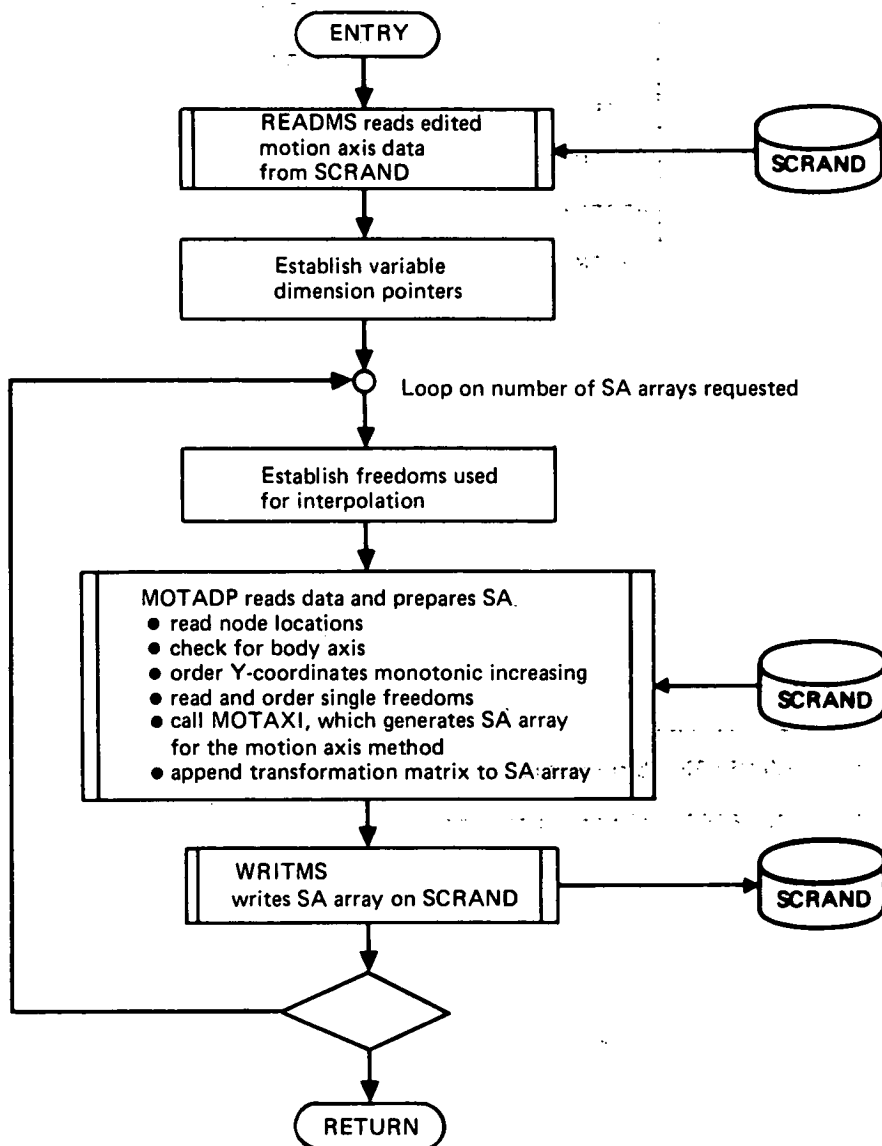 ENTRY
READMS reads edited
motion axis data
from SCRAND
SCRAND
Establish variable
dimension pointers
Loop on number of SA arrays requested
Establish freedoms used
for interpolation
MOTADP reads data and prepares SA.
● read node locations
● check for body axis
● order Y-coordinates monotonic increasing
● read and order single freedoms
● call MOTAXI, which generates SA array
for the motion axis method
● append transformation matrix to SA array
SCRAND
WRITMS
writes SA array on SCRAND
SCRAND
RETURN